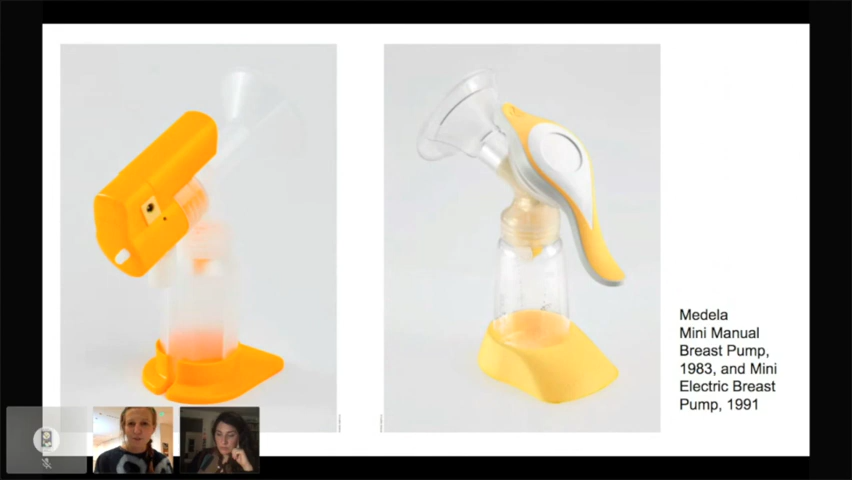 Medela
Mini Manual
Breast Pump,
1983, and Mini
Electric Breast
Pump, 1991